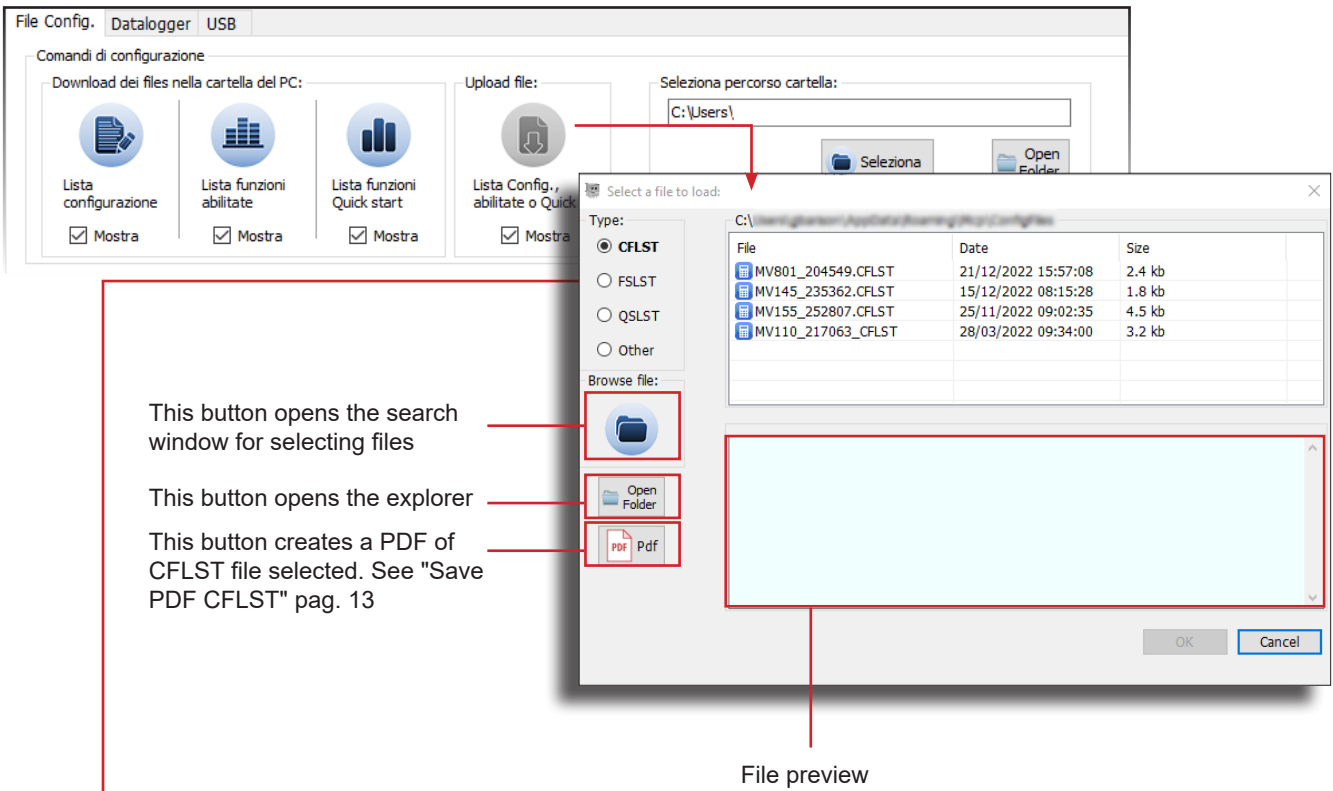 File Config. Datalogger USB
Comandi di configurazione
Download dei files nella cartella del PC:
Lista
configurazione
Mostra
Lista funzioni
abilitate
Mostra
Lista funzioni
Quick start
Mostra
Upload file:
Lista Config.,
abilitate o Quick
Mostra
Seleziona percorso cartella:
C:\Users\
Seleziona
Open
Folder
Select a file to load:
Type:
CFLST
FSLST
QSLST
Other
Browse file:
Open
Folder
PDF Pdf
C:\
File Date Size
MV801_204549.CFLST 21/12/2022 15:57:08 2.4 kb
MV145_235362.CFLST 15/12/2022 08:15:28 1.8 kb
MV155_252807.CFLST 25/11/2022 09:02:35 4.5 kb
MV110_217063_CFLST 28/03/2022 09:34:00 3.2 kb
OK Cancel
This button opens the search
window for selecting files
This button opens the explorer
This button creates a PDF of
CFLST file selected. See "Save
PDF CFLST" pag. 13
File preview